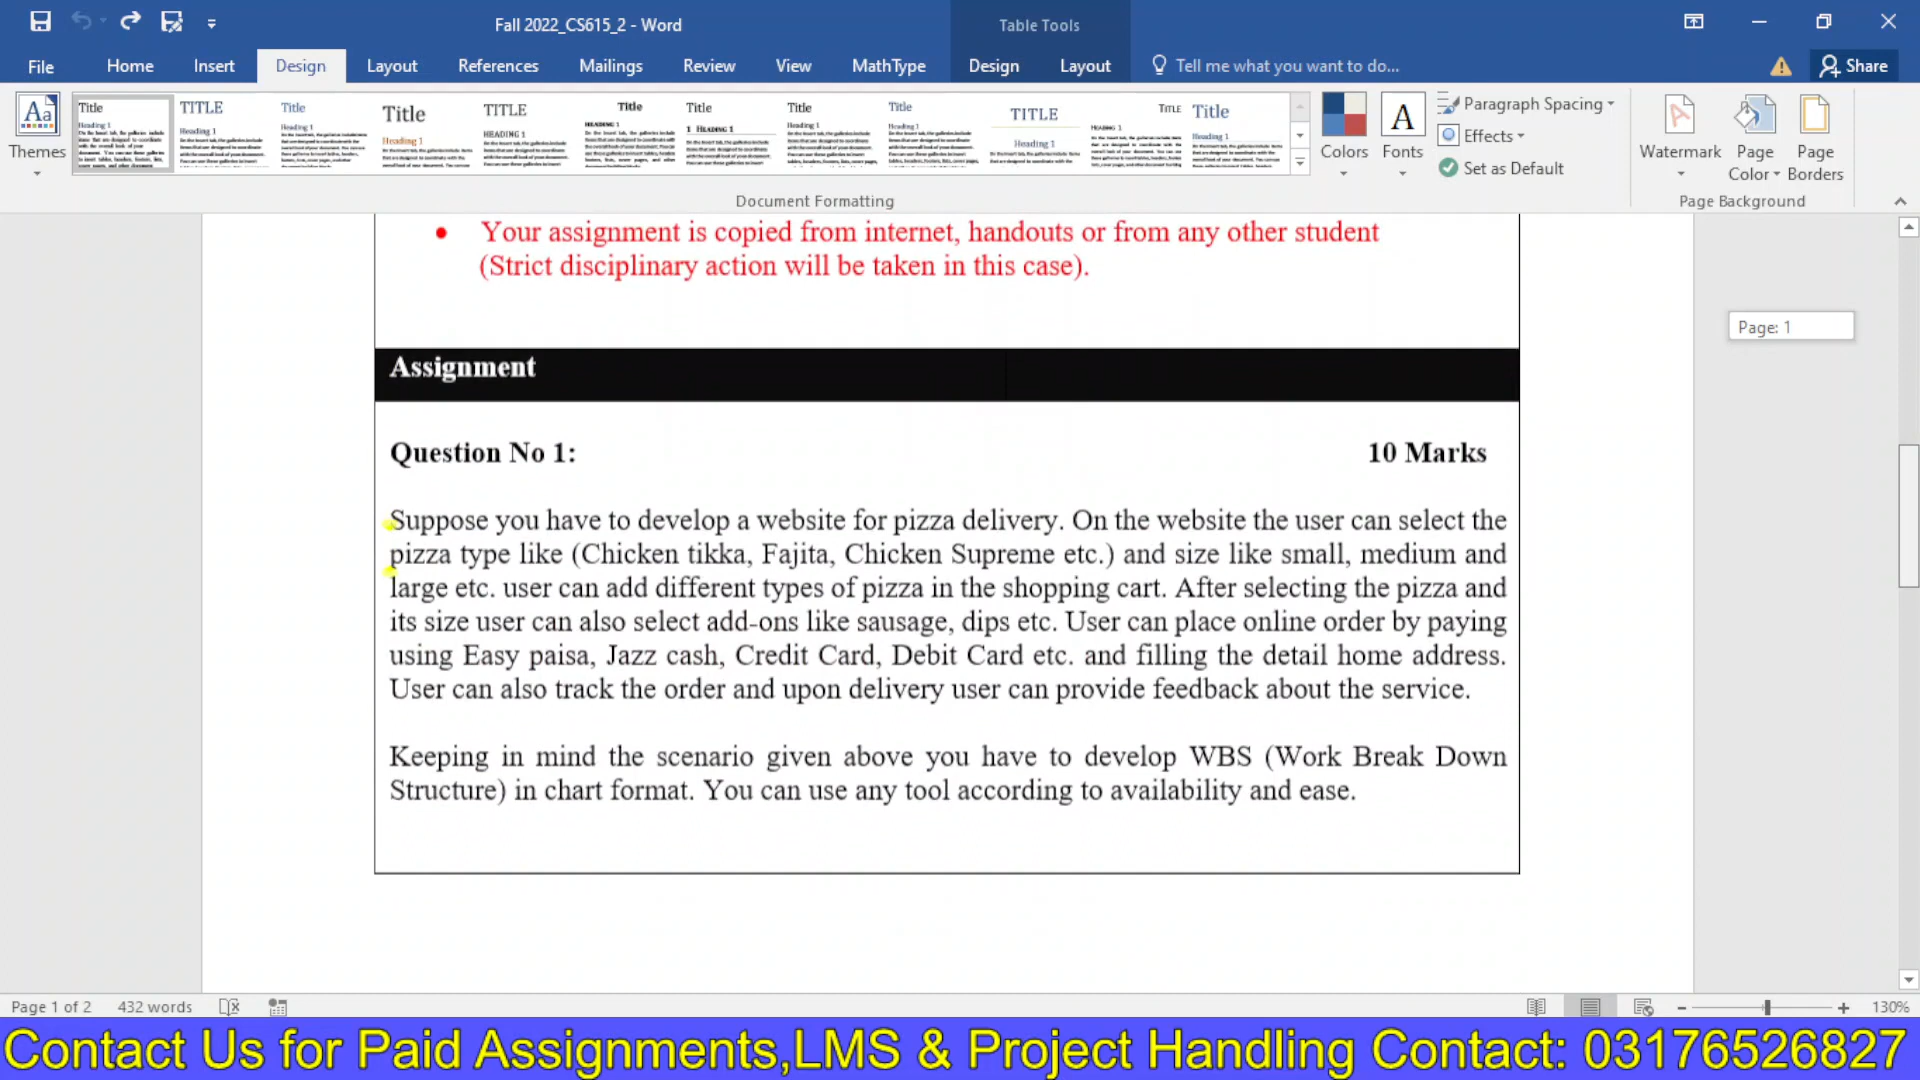 Fall 2022_CS615_2 - Word
Table Tools
File Home Insert Design Layout References Mailings Review View MathType Design Layout Tell me what you want to do... Share
Themes
Title
Heading 1
TITLE
Heading 1
Title
Heading 1
Title
Heading 1
TITLE
HEADING 1
Title
HEADING 1
Title
1 HEADING 1
Title
Heading 1
Title
Heading 1
TITLE
Heading 1
TITLE
HEADING 1
Title
Heading 1
Colors
Fonts
Paragraph Spacing
Effects
Set as Default
Watermark
Page Color
Page Borders
Document Formatting
Page Background
• Your assignment is copied from internet, handouts or from any other student
(Strict disciplinary action will be taken in this case).
Page: 1
Assignment
Question No 1: 10 Marks
Suppose you have to develop a website for pizza delivery. On the website the user can select the
pizza type like (Chicken tikka, Fajita, Chicken Supreme etc.) and size like small, medium and
large etc. user can add different types of pizza in the shopping cart. After selecting the pizza and
its size user can also select add-ons like sausage, dips etc. User can place online order by paying
using Easy paisa, Jazz cash, Credit Card, Debit Card etc. and filling the detail home address.
User can also track the order and upon delivery user can provide feedback about the service.
Keeping in mind the scenario given above you have to develop WBS (Work Break Down
Structure) in chart format. You can use any tool according to availability and ease.
Page 1 of 2 432 words 130%
Contact Us for Paid Assignments,LMS & Project Handling Contact: 03176526827